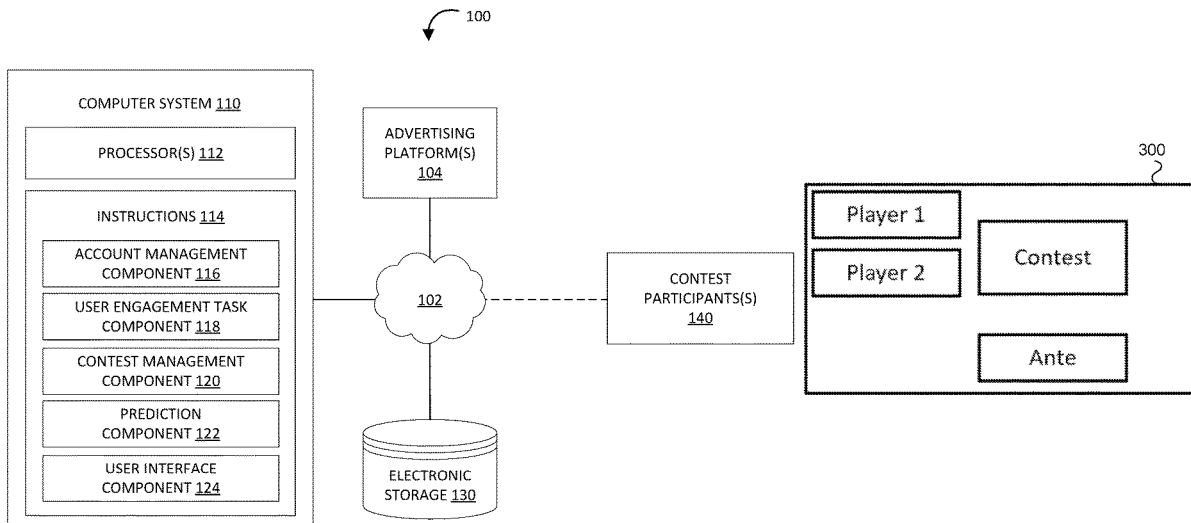 100
COMPUTER SYSTEM 110
PROCESSOR(S) 112
INSTRUCTIONS 114
ACCOUNT MANAGEMENT
COMPONENT 116
USER ENGAGEMENT TASK
COMPONENT 118
CONTEST MANAGEMENT
COMPONENT 120
PREDICTION
COMPONENT 122
USER INTERFACE
COMPONENT 124
ADVERTISING
PLATFORM(S)
104
102
ELECTRONIC
STORAGE 130
CONTEST
PARTICIPANTS(S)
140
300
Player 1
Player 2
Contest
Ante